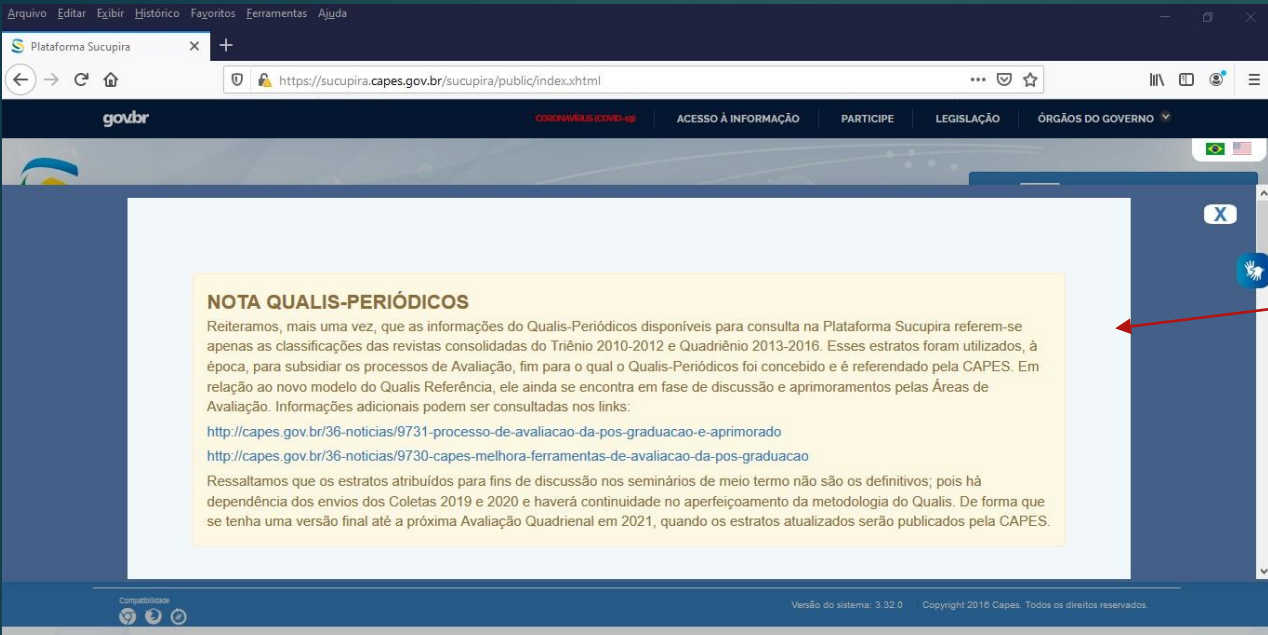 Arquivo Editar Exibir Histórico Favoritos Ferramentas Ajuda
Plataforma Sucupira
https://sucupira.capes.gov.br/sucupira/public/index.xhtml
gov.br
CORONAVÍRUS (COVID-19) ACESSO À INFORMAÇÃO PARTICIPE LEGISLAÇÃO ÓRGÃOS DO GOVERNO
X
NOTA QUALIS-PERIÓDICOS
Reiteramos, mais uma vez, que as informações do Qualis-Periódicos disponíveis para consulta na Plataforma Sucupira referem-se
apenas as classificações das revistas consolidadas do Triênio 2010-2012 e Quadriênio 2013-2016. Esses estratos foram utilizados, à
época, para subsidiar os processos de Avaliação, fim para o qual o Qualis-Periódicos foi concebido e é referendado pela CAPES. Em
relação ao novo modelo do Qualis Referência, ele ainda se encontra em fase de discussão e aprimoramentos pelas Áreas de
Avaliação. Informações adicionais podem ser consultadas nos links:
http://capes.gov.br/36-noticias/9731-processo-de-avaliacao-da-pos-graduacao-e-aprimorado
http://capes.gov.br/36-noticias/9730-capes-melhora-ferramentas-de-avaliacao-da-pos-graduacao
Ressaltamos que os estratos atribuídos para fins de discussão nos seminários de meio termo não são os definitivos; pois há
dependência dos envios dos Coletas 2019 e 2020 e haverá continuidade no aperfeiçoamento da metodologia do Qualis. De forma que
se tenha uma versão final até a próxima Avaliação Quadrienal em 2021, quando os estratos atualizados serão publicados pela CAPES.
Compatibilidade
Versão do sistema: 3.32.0 Copyright 2016 Capes. Todos os direitos reservados.